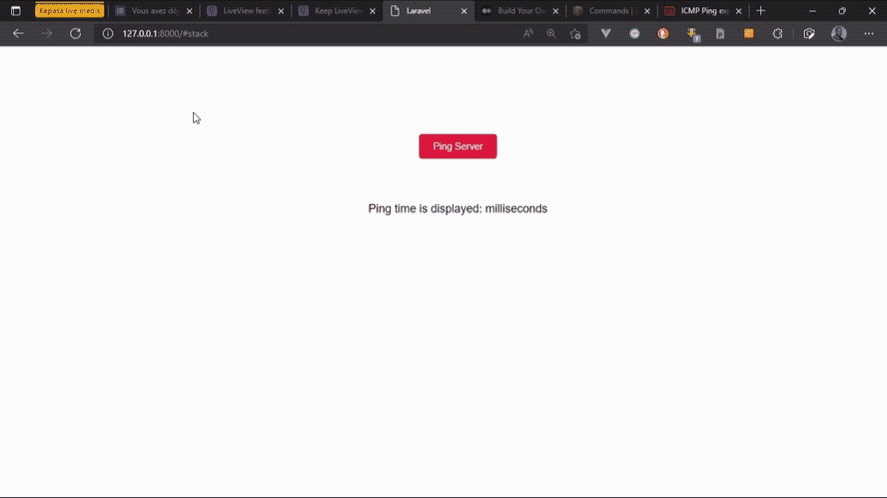 Kepasa live med s
Vous avez dé
LiveView feel
Keep LiveView
Laravel
Build Your Ow
Commands |
ICMP Ping ex
127.0.0.1:8000/#stack
Ping Server
Ping time is displayed: milliseconds